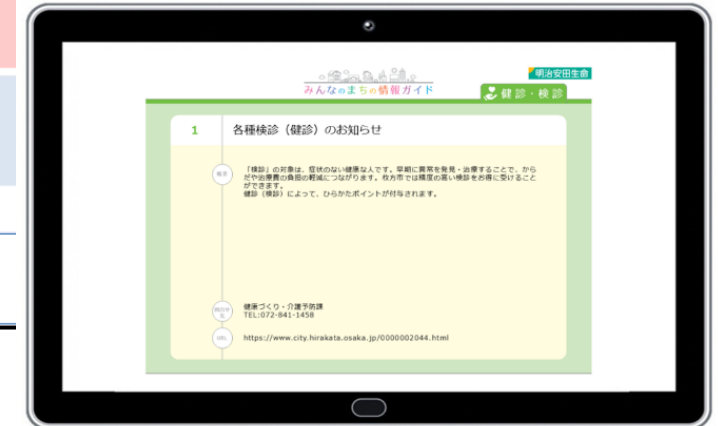 みんなのまちの情報ガイド
明治安田生命
健診・検診
1 各種検診（健診）のお知らせ
概要
「検診」の対象は、症状のない健康な人です。早期に異常を発見・治療することで、から
だや治療費の負担の軽減につながります。枚方市では精度の高い検診をお得に受けること
ができます。
健診（検診）によって、ひらかたポイントが付与されます。
健康づくり・介護予防課
TEL:072-841-1458
URL https://www.city.hirakata.osaka.jp/0000002044.html